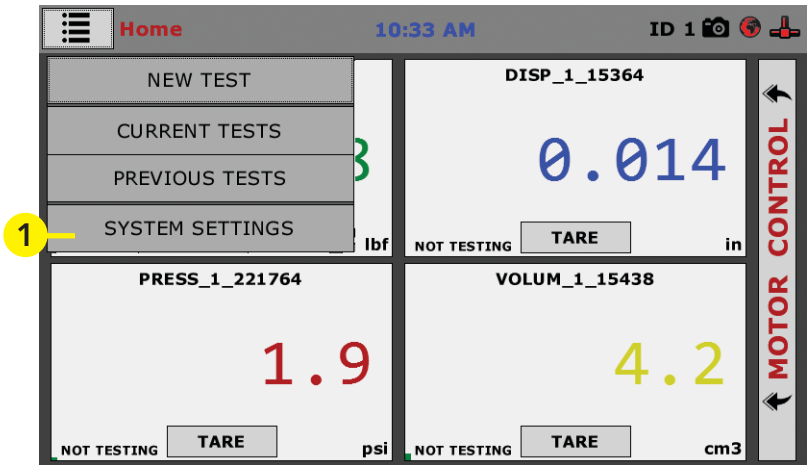 Home 10:33 AM ID 1
NEW TEST
CURRENT TESTS
PREVIOUS TESTS
SYSTEM SETTINGS
1
lbf
DISP_1_15364
0.014
NOT TESTING TARE in
PRESS_1_221764
1.9
NOT TESTING TARE psi
VOLUM_1_15438
4.2
NOT TESTING TARE cm3
MOTOR CONTROL